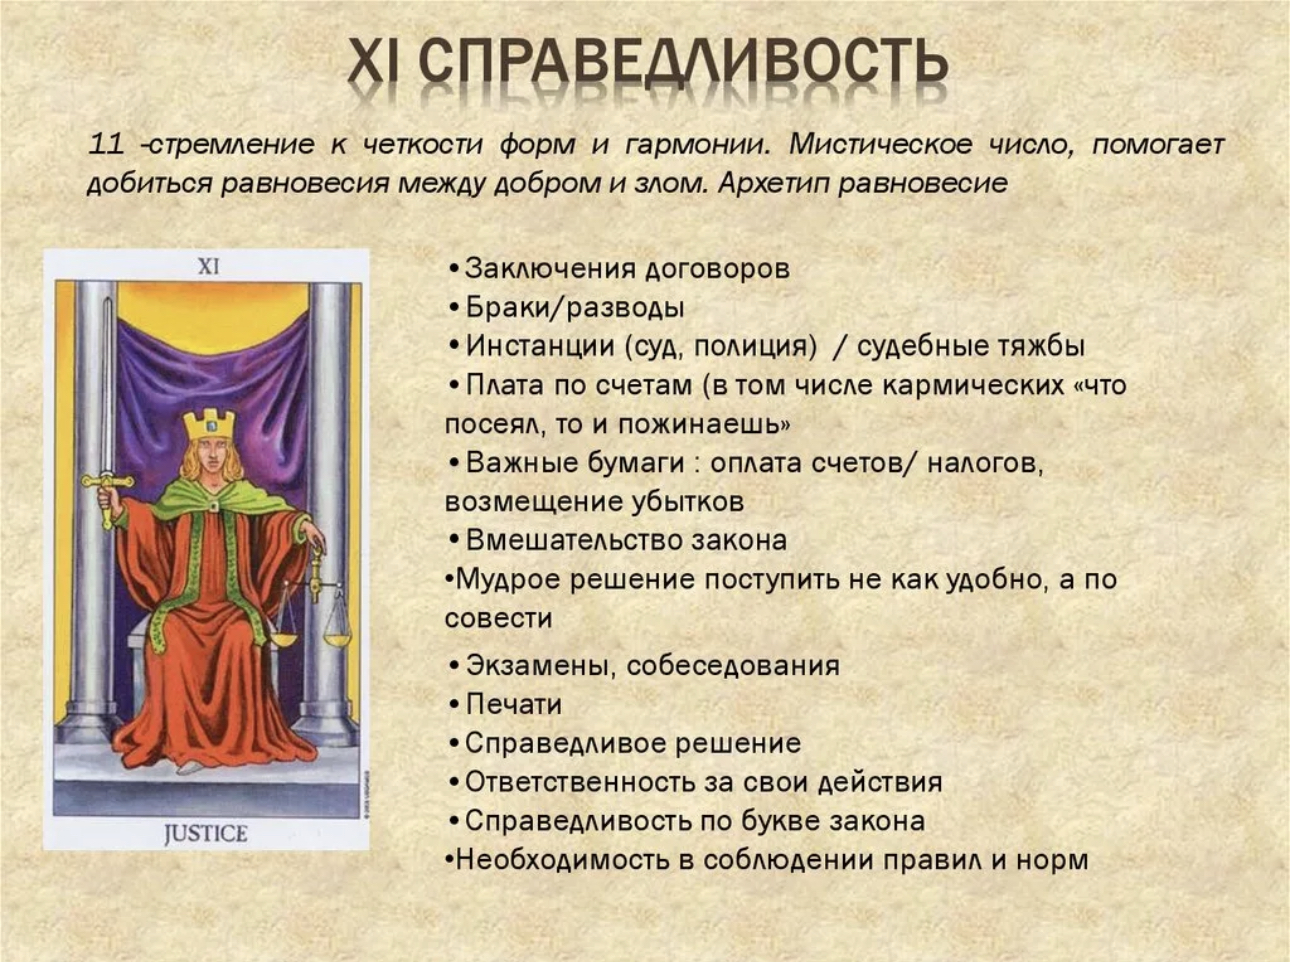 XI СПРАВЕДЛИВОСТЬ
11 -стремление к четкости форм и гармонии. Мистическое число, помогает
добиться равновесия между добром и злом. Архетип равновесие
XI
JUSTICE
•Заключения договоров
•Браки/разводы
•Инстанции (суд, полиция) / судебные тяжбы
•Плата по счетам (в том числе кармических «что
посеял, то и пожинаешь»
•Важные бумаги : оплата счетов/ налогов,
возмещение убытков
•Вмешательство закона
•Мудрое решение поступить не как удобно, а по
совести
•Экзамены, собеседования
•Печати
•Справедливое решение
•Ответственность за свои действия
•Справедливость по букве закона
•Необходимость в соблюдении правил и норм